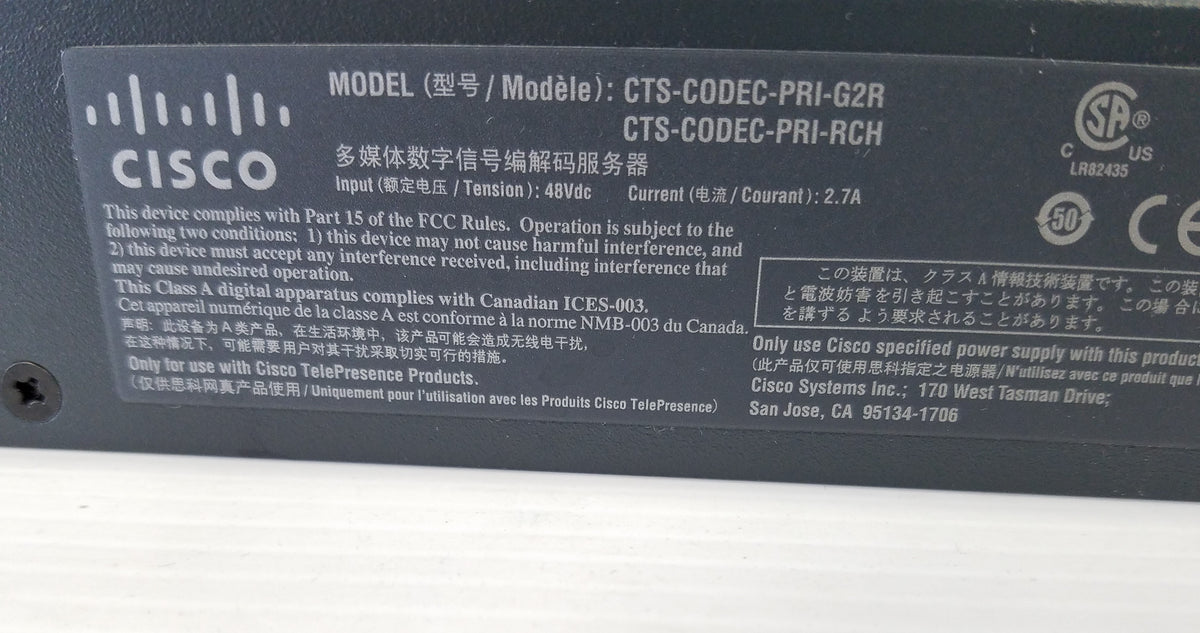 CISCO
MODEL (型号/Modèle): CTS-CODEC-PRI-G2R
CTS-CODEC-PRI-RCH
多媒体数字信号编解码服务器
Input (额定电压/Tension): 48Vdc Current (电流/Courant): 2.7A
This device complies with Part 15 of the FCC Rules. Operation is subject to the
following two conditions: 1) this device may not cause harmful interference, and
2) this device must accept any interference received, including interference that
may cause undesired operation.
This Class A digital apparatus complies with Canadian ICES-003.
Cet appareil numérique de la classe A est conforme à la norme NMB-003 du Canada.
声明: 此设备为A类产品, 在生活环境中, 该产品可能会造成无线电干扰,
在这种情况下, 可能需要用户对其干扰采取切实可行的措施。
Only for use with Cisco TelePresence Products.
(仅供思科网真产品使用/Uniquement pour l'utilisation avec les Produits Cisco TelePresence)
SA®
C US
LR82435
50
CE
この装置は、クラスA情報技術装置です。この装
と電波妨害を引き起こすことがあります。この場合に
を講ずるよう要求されることがあります。
Only use Cisco specified power supply with this product
(此产品仅可使用思科指定之电源器/N'utilisez avec ce produit que l
Cisco Systems Inc.; 170 West Tasman Drive;
San Jose, CA 95134-1706